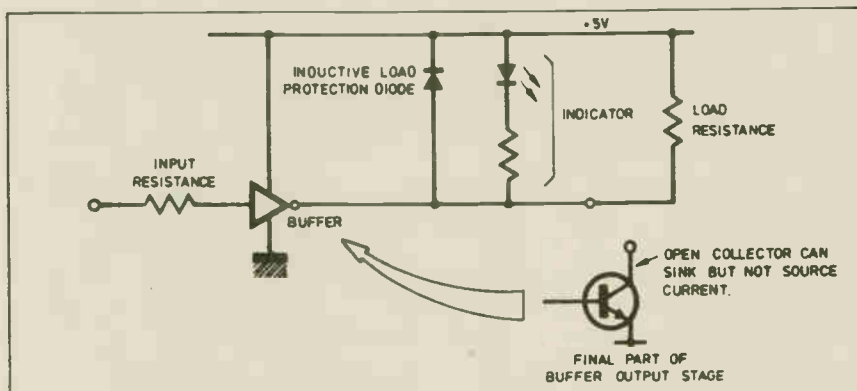 +5V
INDUCTIVE LOAD
PROTECTION DIODE
INDICATOR
LOAD
RESISTANCE
INPUT
RESISTANCE
BUFFER
OPEN COLLECTOR CAN
SINK BUT NOT SOURCE
CURRENT.
FINAL PART OF
BUFFER OUTPUT STAGE